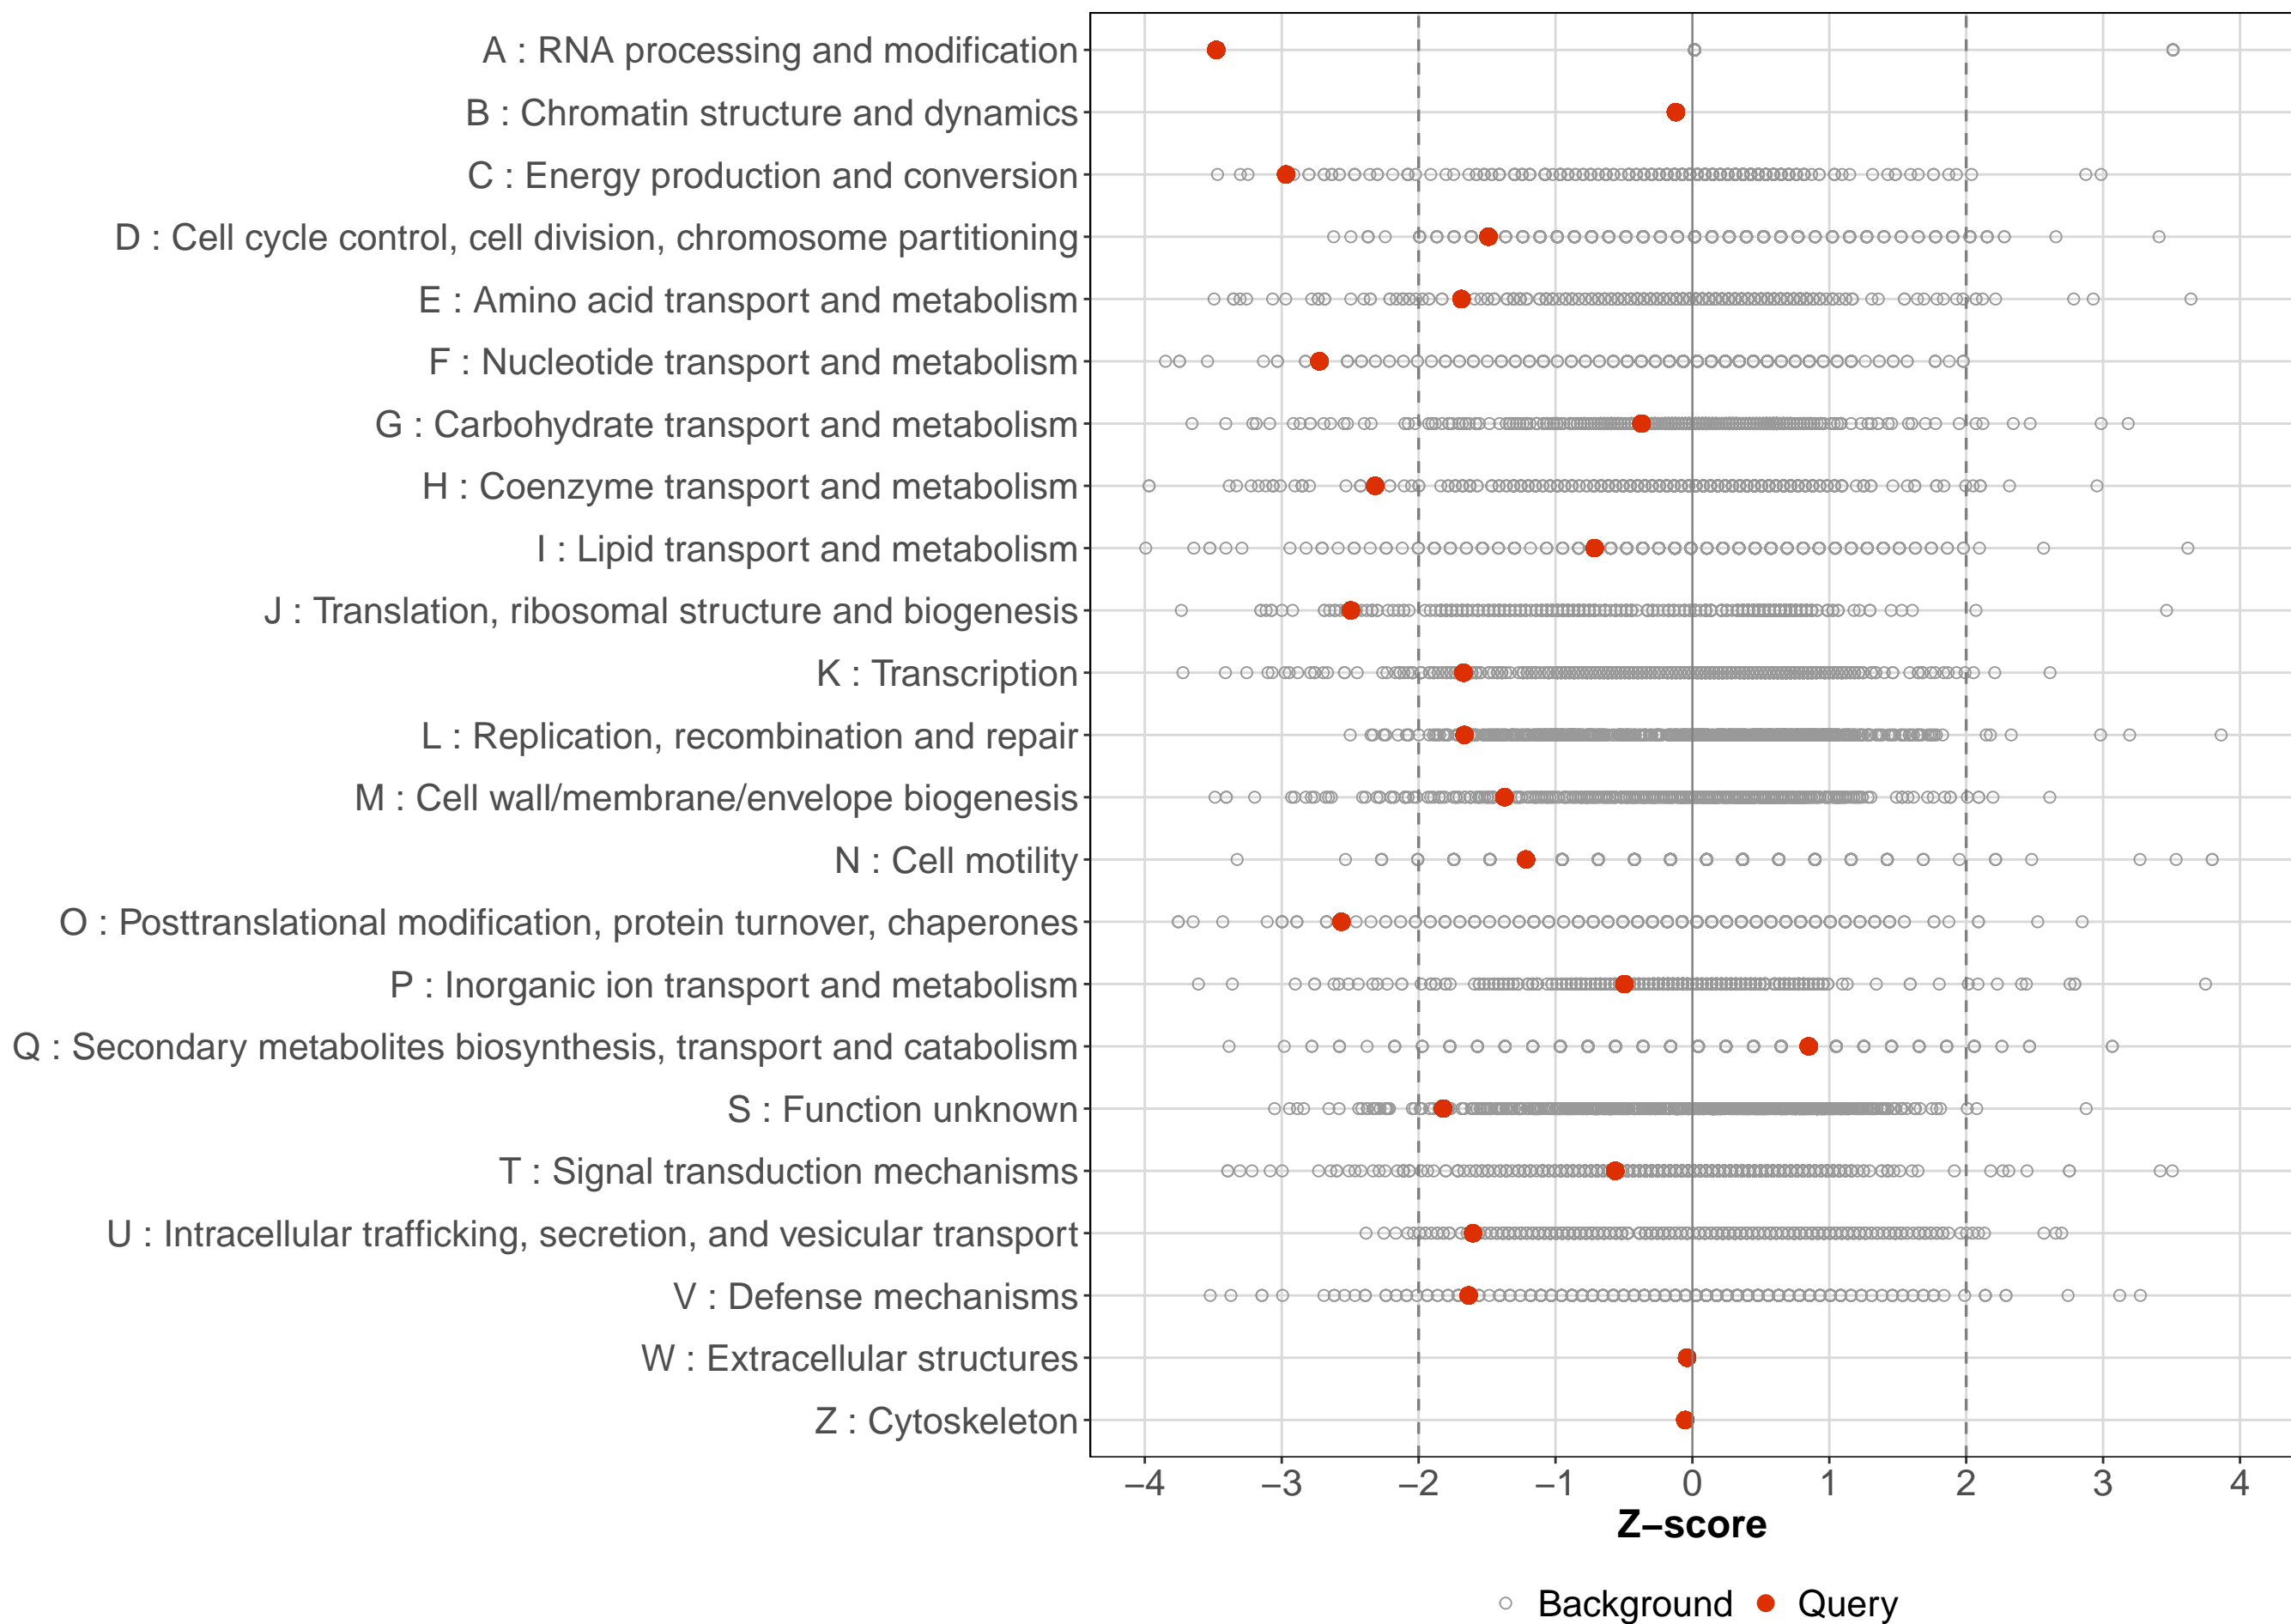 A : RNA processing and modification
B : Chromatin structure and dynamics
C : Energy production and conversion
D : Cell cycle control, cell division, chromosome partitioning
E : Amino acid transport and metabolism
F : Nucleotide transport and metabolism
G : Carbohydrate transport and metabolism
H : Coenzyme transport and metabolism
I : Lipid transport and metabolism
J : Translation, ribosomal structure and biogenesis
K : Transcription
L : Replication, recombination and repair
M : Cell wall/membrane/envelope biogenesis
N : Cell motility
O : Posttranslational modification, protein turnover, chaperones
P : Inorganic ion transport and metabolism
Q : Secondary metabolites biosynthesis, transport and catabolism
S : Function unknown
T : Signal transduction mechanisms
U : Intracellular trafficking, secretion, and vesicular transport
V : Defense mechanisms
W : Extracellular structures
Z : Cytoskeleton
−4 −3 −2 −1 0 1 2 3 4
Z−score
Background Query